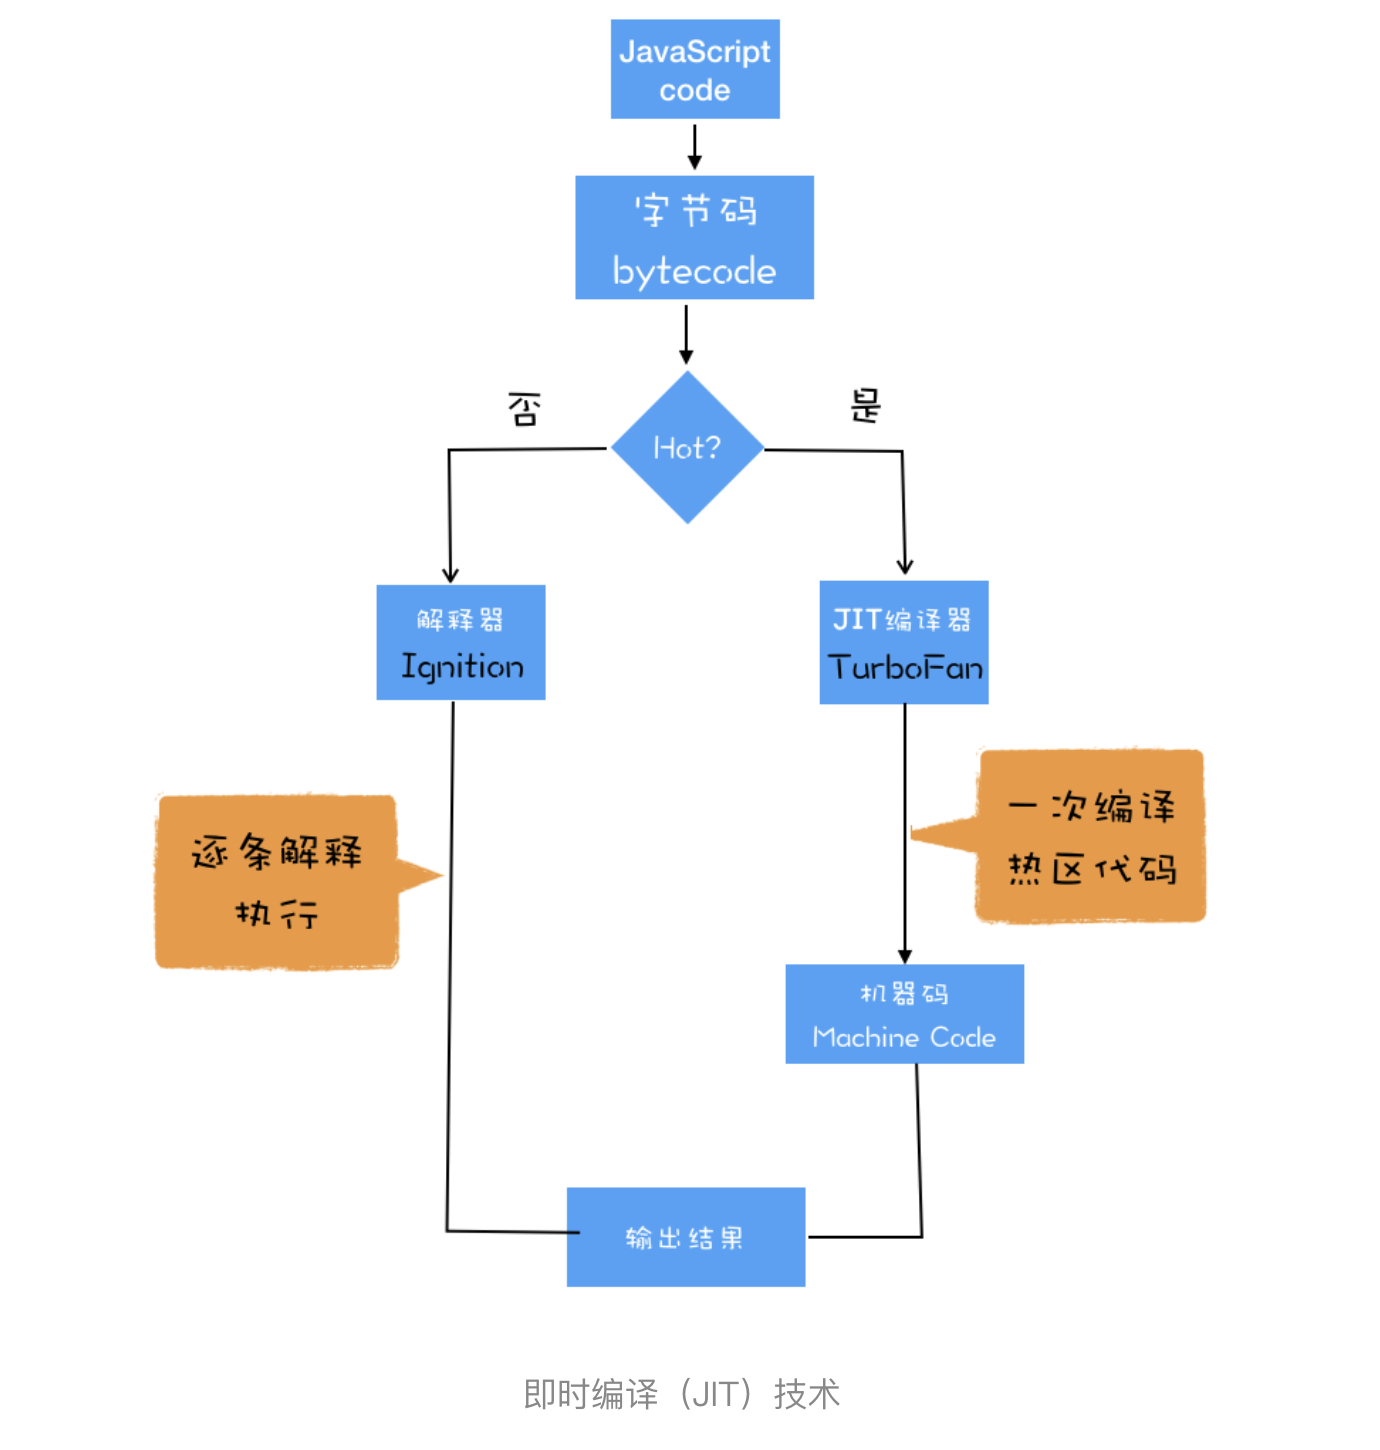 JavaScript
code
字节码
bytecode
否
是
Hot?
解释器
Ignition
JIT编译器
TurboFan
逐条解释
执行
一次编译
热区代码
机器码
Machine Code
输出结果
即时编译（JIT）技术